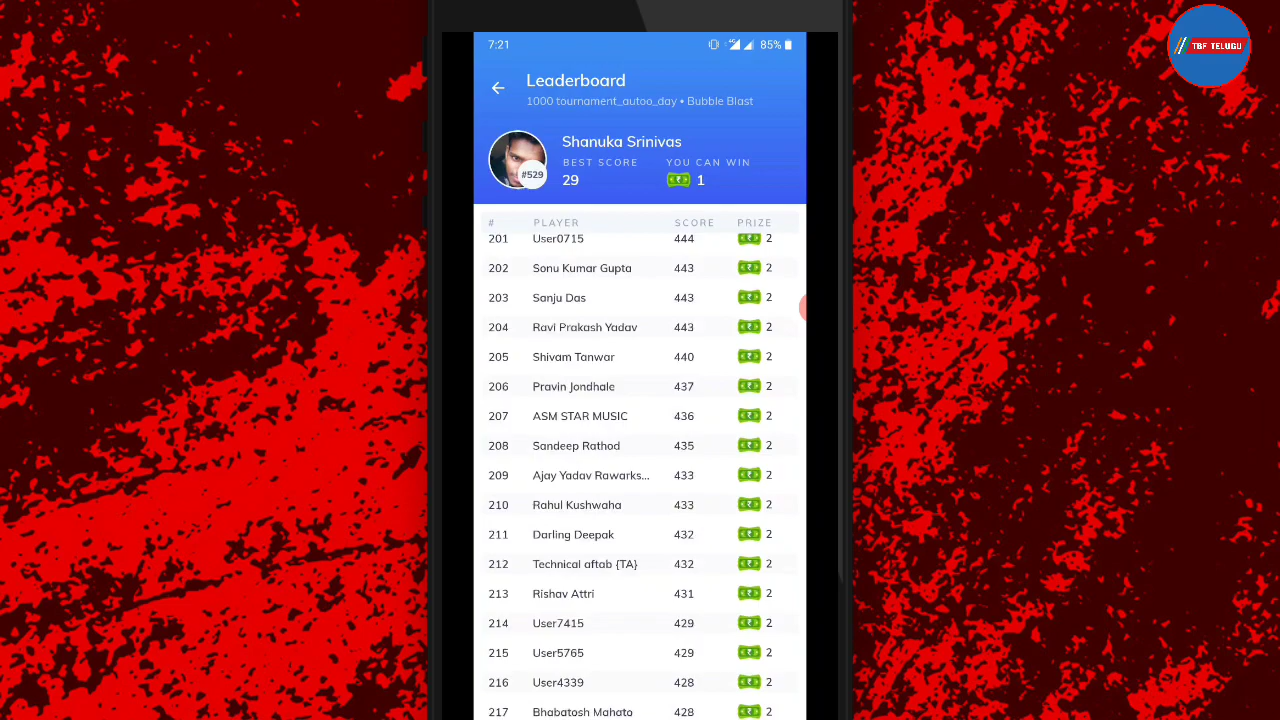 TBF TELUGU
7:21 4G 85%
Leaderboard
1000 tournament_autoo_day • Bubble Blast
Shanuka Srinivas
BEST SCORE YOU CAN WIN
#529
29 ₹ 1
# PLAYER SCORE PRIZE
201 User0715 444 ₹ 2
202 Sonu Kumar Gupta 443 ₹ 2
203 Sanju Das 443 ₹ 2
204 Ravi Prakash Yadav 443 ₹ 2
205 Shivam Tanwar 440 ₹ 2
206 Pravin Jondhale 437 ₹ 2
207 ASM STAR MUSIC 436 ₹ 2
208 Sandeep Rathod 435 ₹ 2
209 Ajay Yadav Rawarks... 433 ₹ 2
210 Rahul Kushwaha 433 ₹ 2
211 Darling Deepak 432 ₹ 2
212 Technical aftab {TA} 432 ₹ 2
213 Rishav Attri 431 ₹ 2
214 User7415 429 ₹ 2
215 User5765 429 ₹ 2
216 User4339 428 ₹ 2
217 Bhabatosh Mahato 428 ₹ 2